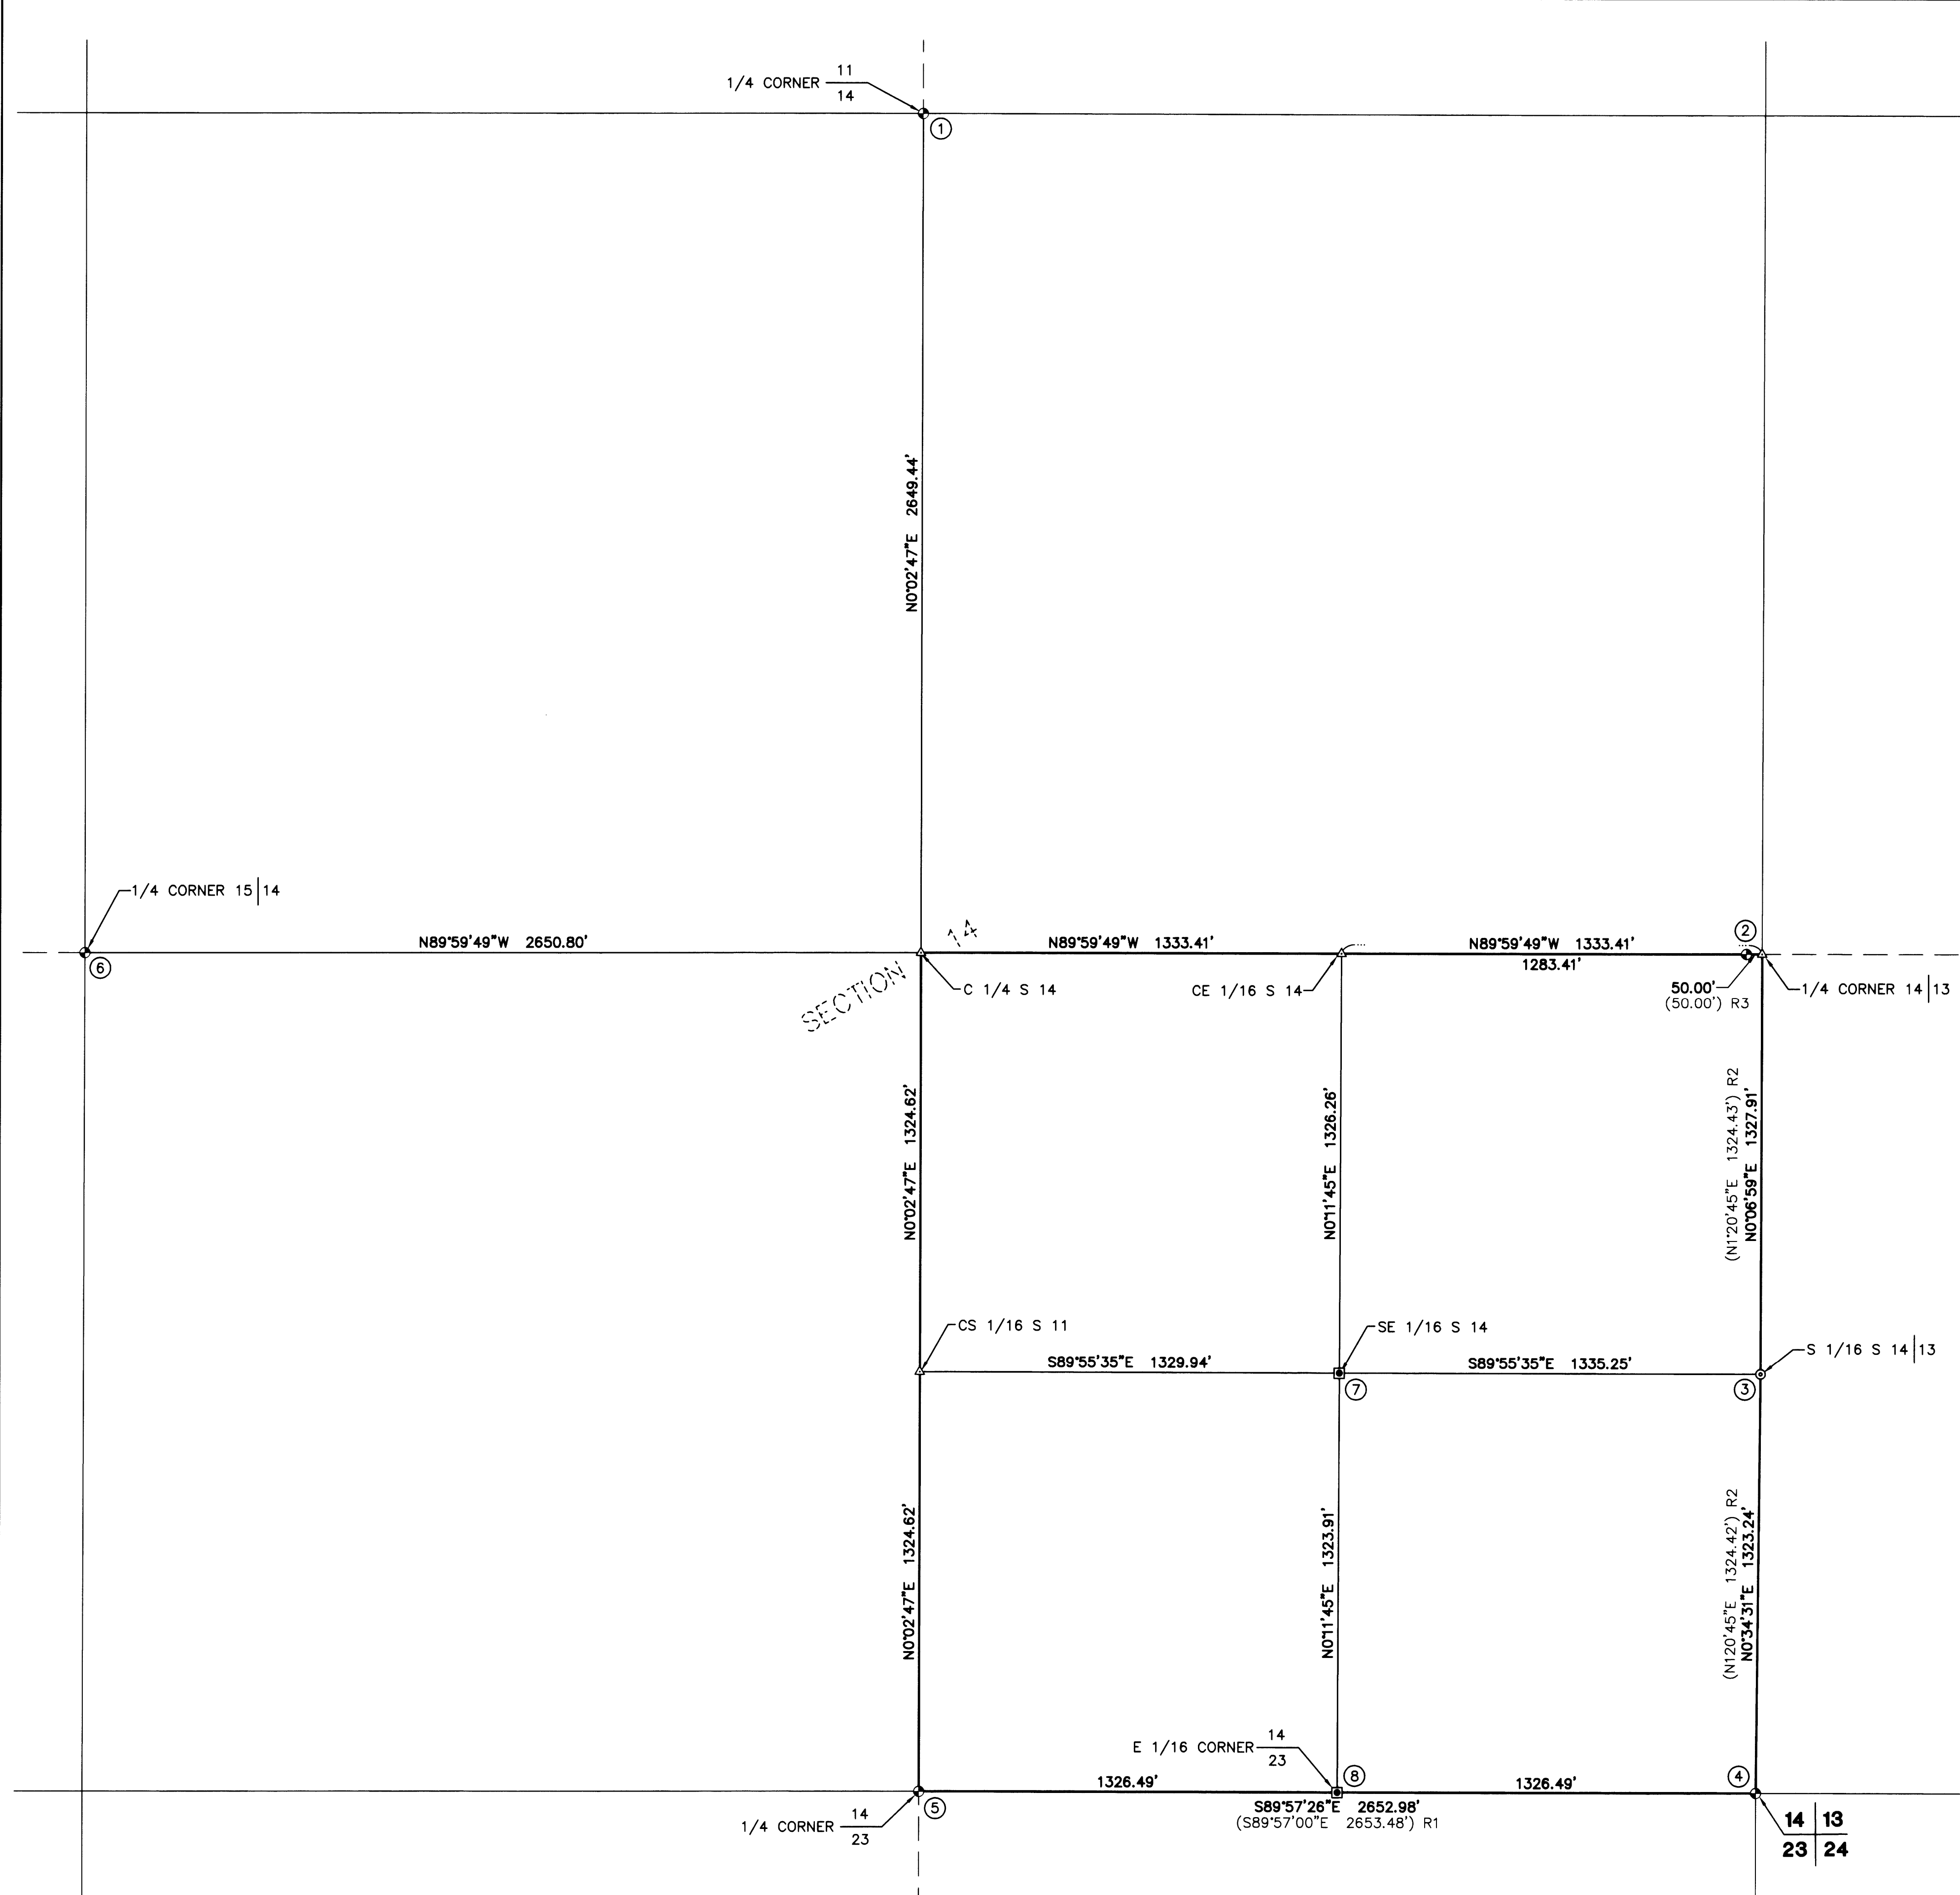 11
1/4 CORNER
14
1
N0°02'47"E 2649.44'
1/4 CORNER 15|14
6
N89°59'49"W 2650.80'
SECTION 14
N89°59'49"W 1333.41'
N89°59'49"W 1333.41'
1283.41'
2
C 1/4 S 14
CE 1/16 S 14
50.00'
(50.00') R3
1/4 CORNER 14|13
N0°02'47"E 1324.62'
N0°11'45"E 1326.26'
(N1°20'45"E 1324.43') R2
N0°06'59"E 1327.91'
CS 1/16 S 11
SE 1/16 S 14
S 1/16 S 14|13
S89°55'35"E 1329.94'
S89°55'35"E 1335.25'
7
3
N0°02'47"E 1324.62'
N0°11'45"E 1323.91'
(N120'45"E 1324.42') R2
N0°34'31"E 1323.24'
14
E 1/16 CORNER
23
8
4
1326.49'
1326.49'
5
S89°57'26"E 2652.98'
(S89°57'00"E 2653.48') R1
14
1/4 CORNER
23
14|13
23|24